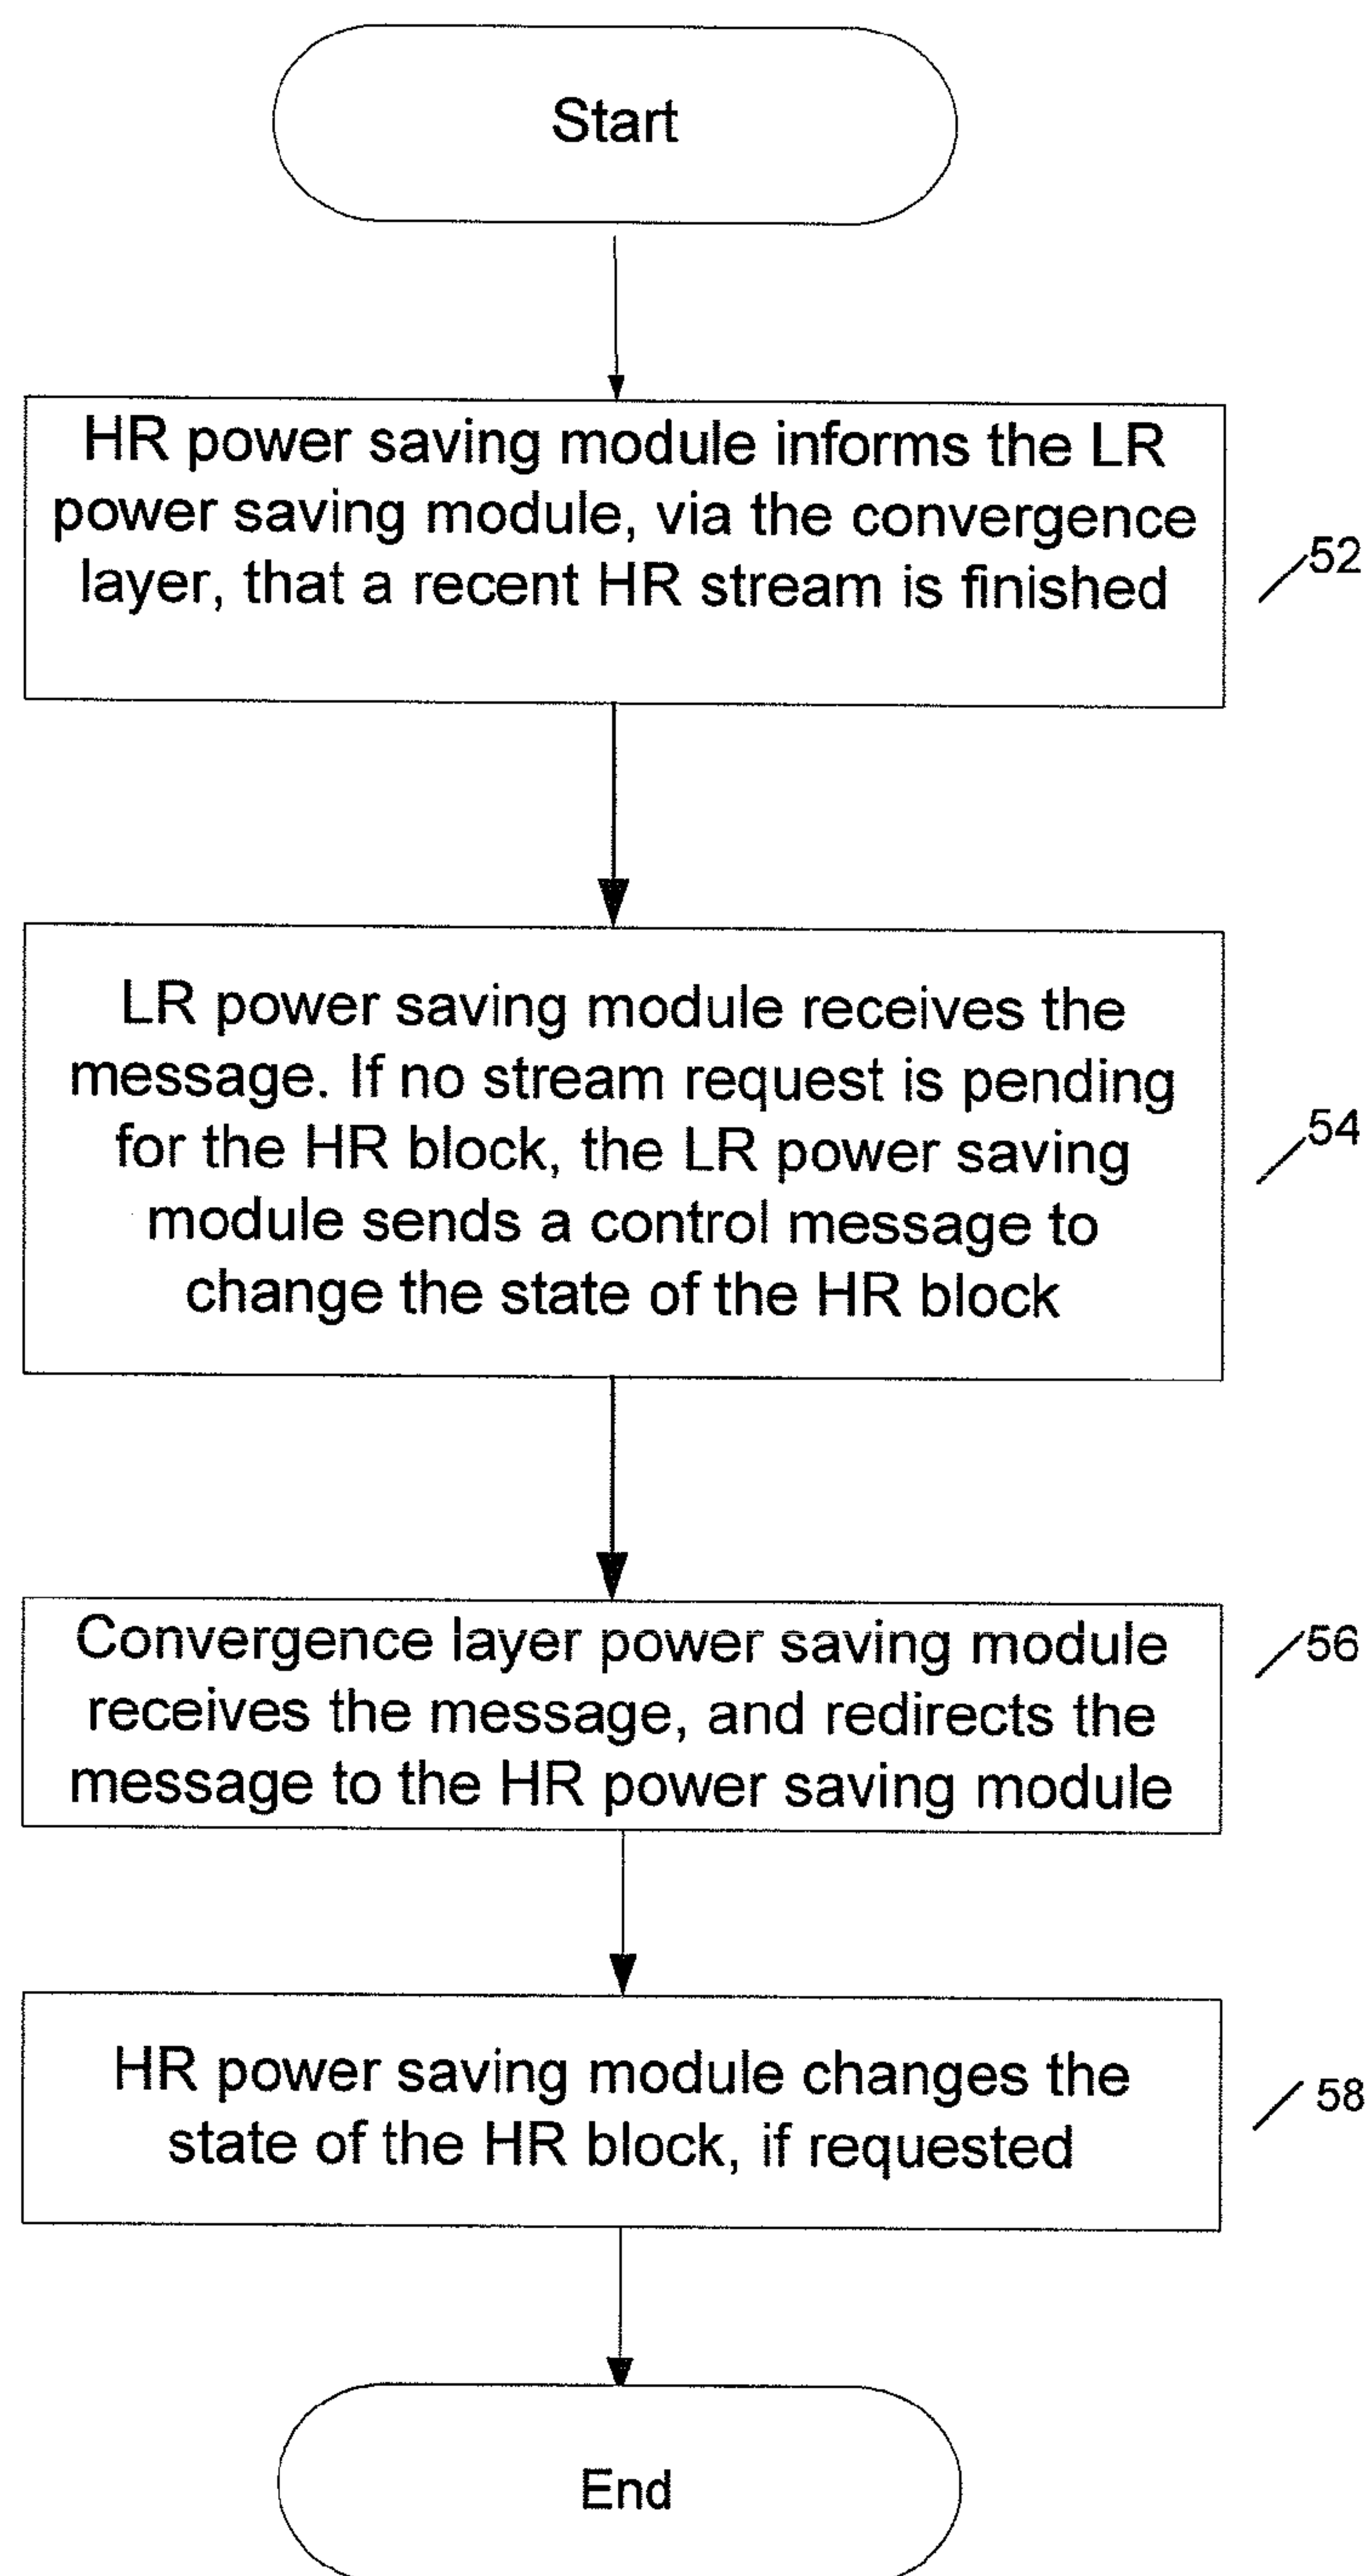 Start
HR power saving module informs the LR
power saving module, via the convergence
layer, that a recent HR stream is finished
52
LR power saving module receives the
message. If no stream request is pending
for the HR block, the LR power saving
module sends a control message to
change the state of the HR block
54
Convergence layer power saving module
receives the message, and redirects the
message to the HR power saving module
56
HR power saving module changes the
state of the HR block, if requested
58
End